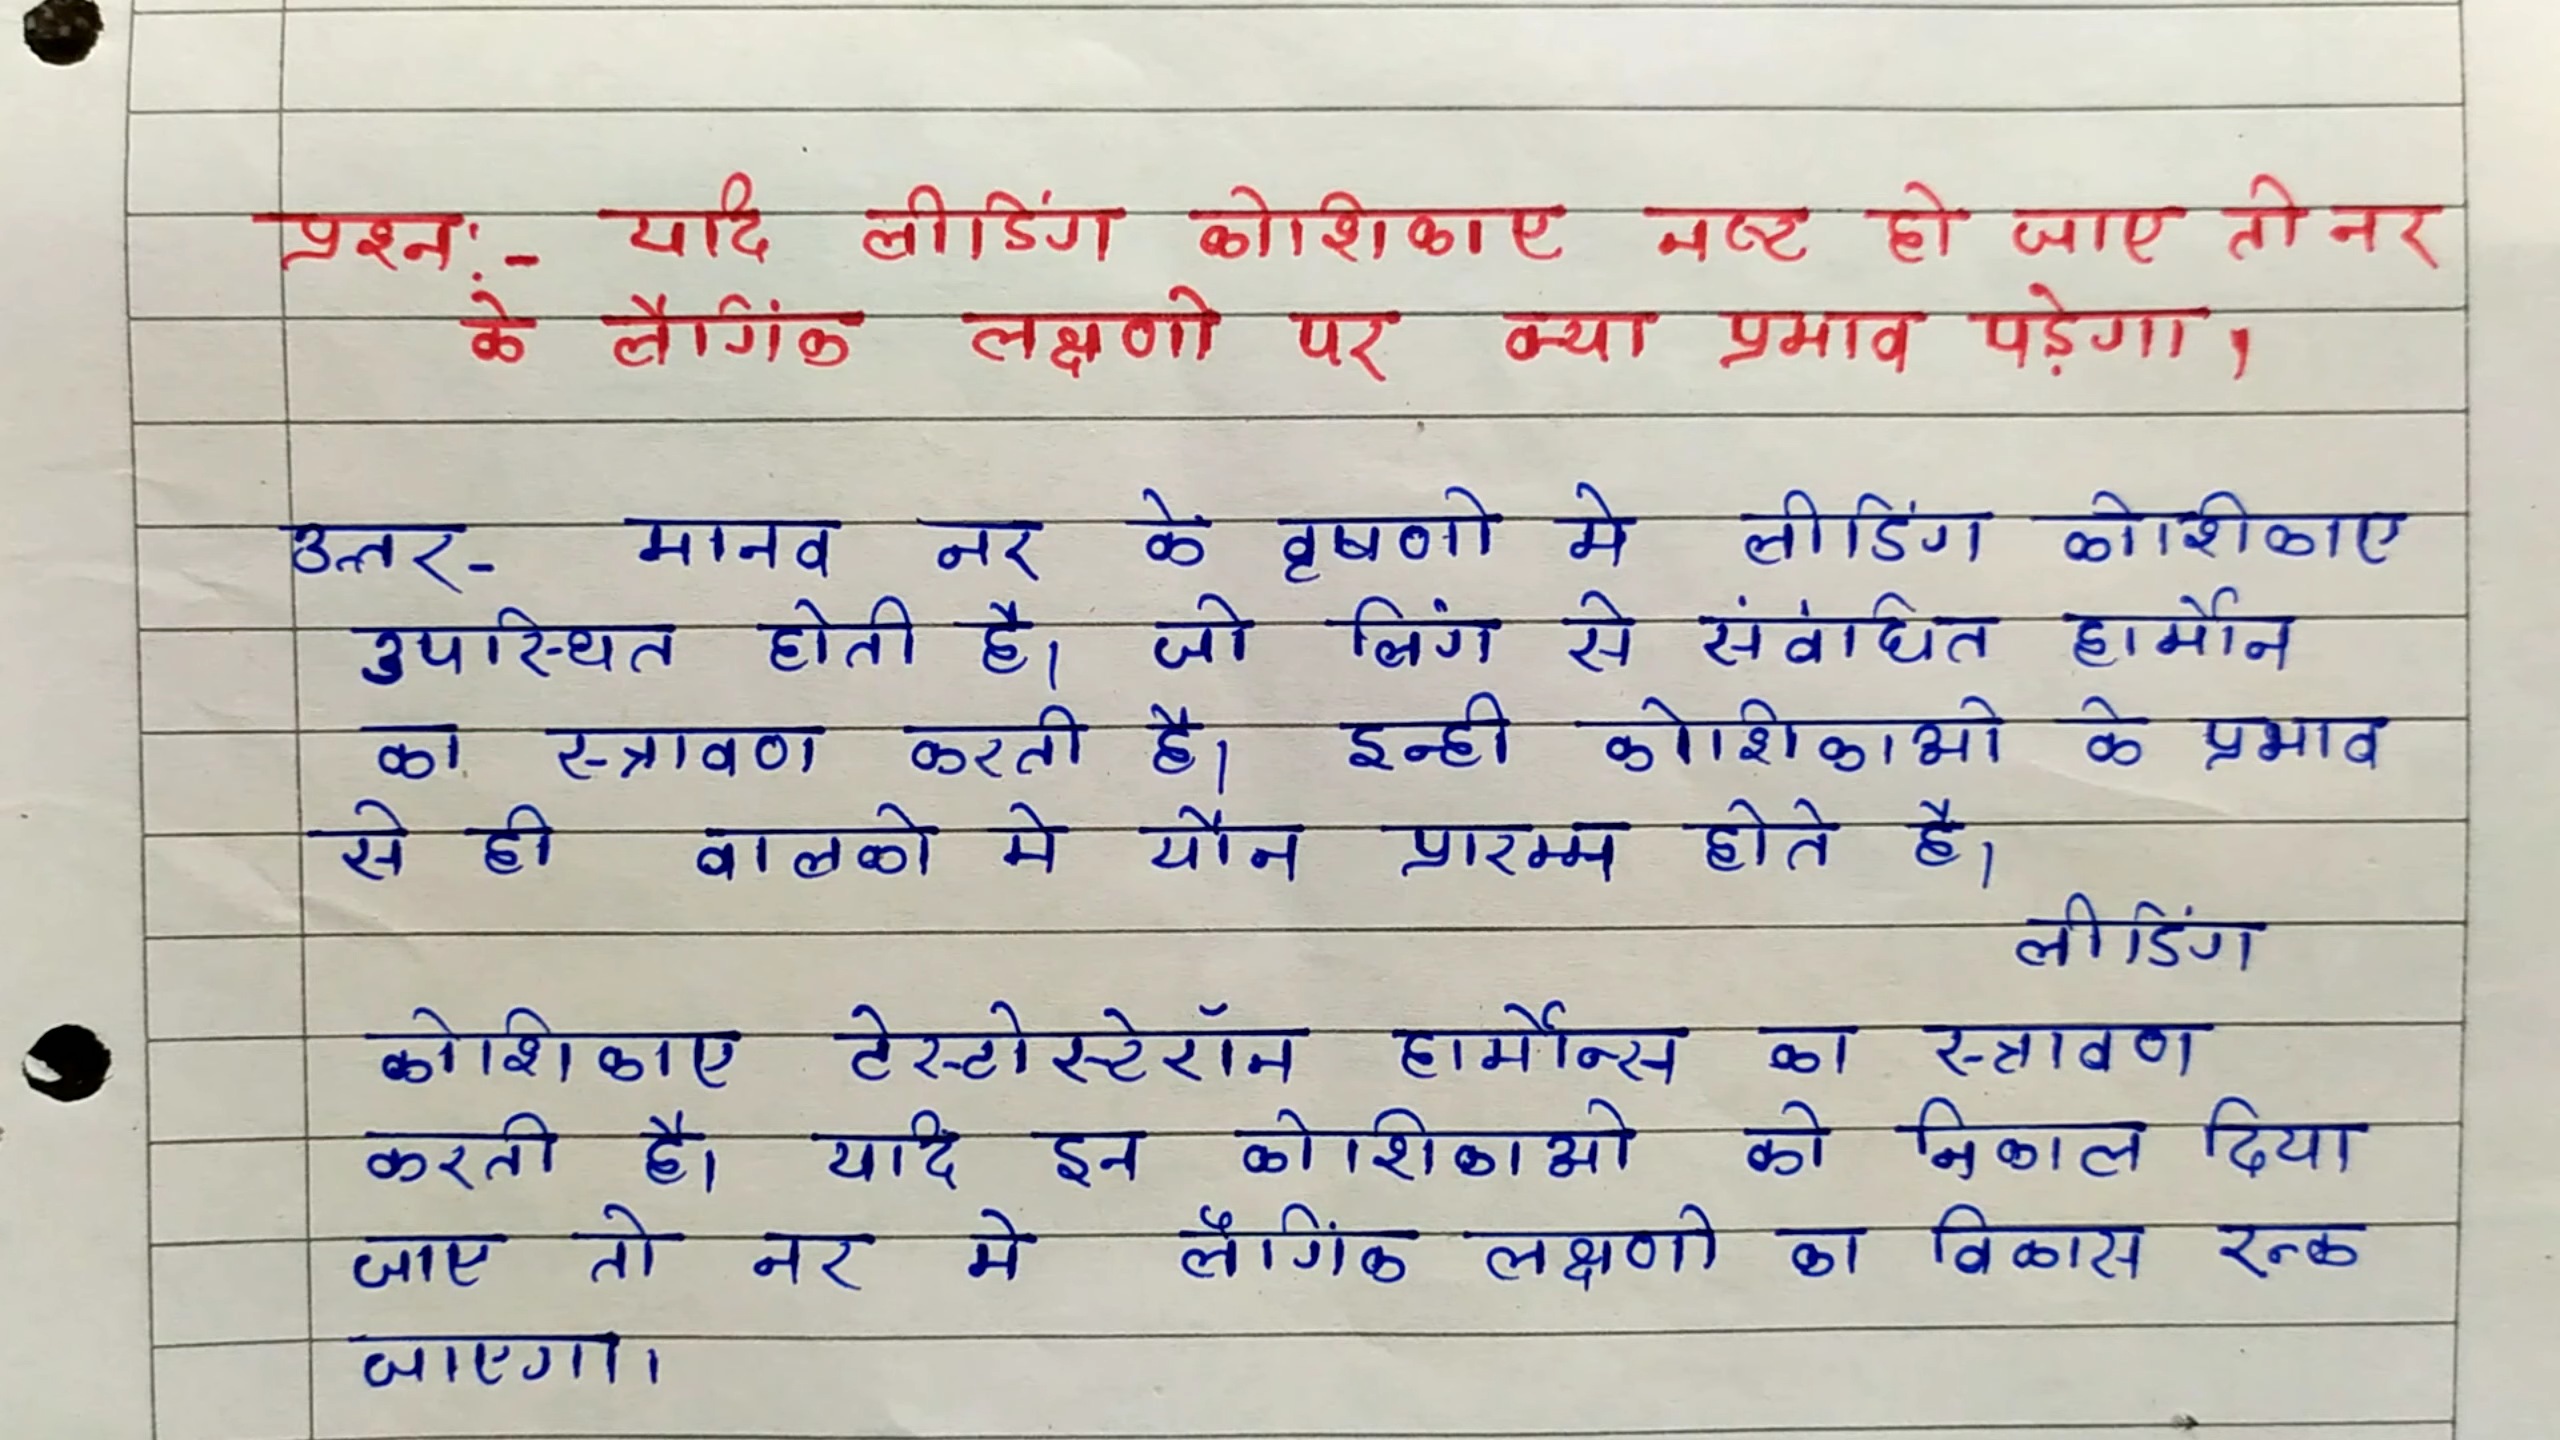 प्रश्न:- यदि लीडिंग कोशिकाए नष्ट हो जाए तो नर
के लैगिंक लक्षणो पर क्या प्रभाव पड़ेगा,
उत्तर- मानव नर के वृषणो मे लीडिंग कोशिकाए
उपस्थित होती है। जो लिंग से संबंधित हार्मोन
का स्त्रावण करती है। इन्ही कोशिकाओ के प्रभाव
से ही बालको मे यौन प्रारम्भ होते है।
लीडिंग
कोशिकाए टेस्टोस्टेरॉन हार्मोन्स का स्त्रावण
करती है। यदि इन कोशिकाओ को निकाल दिया
जाए तो नर मे लैगिंक लक्षणो का विकास रूक
जाएगा।